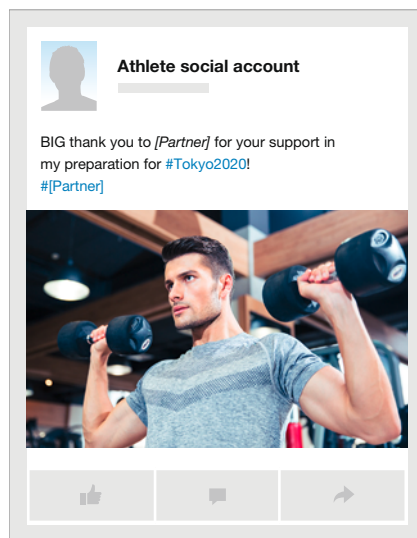 Athlete social account
BIG thank you to [Partner] for your support in
my preparation for #Tokyo2020!
#[Partner]